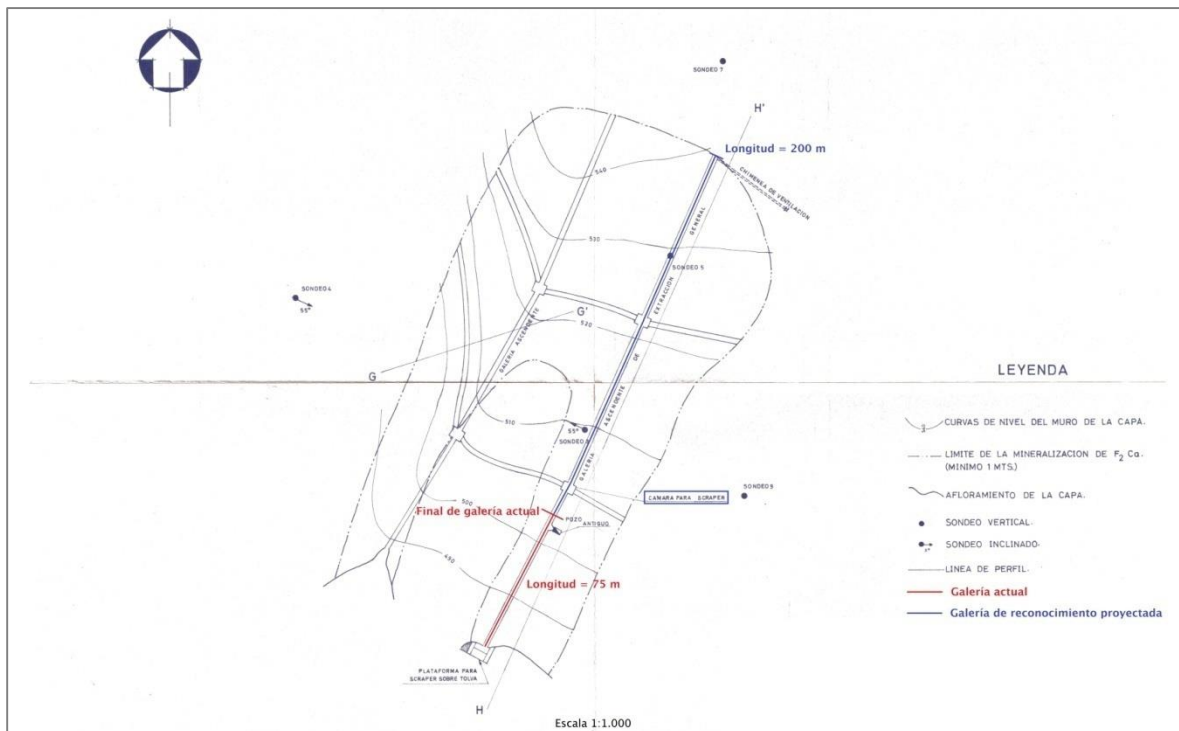 SONDEO 7
H'
Longitud = 200 m
CHIMENEA DE VENTILACION
540
GENERAL
530
SONDEO 5
EXTRACCION
SONDEO 4
55°
G'
520
GALERIA ASCENDENTE
DE
G
ASCENDENTE
510
55°
GALERIA
CAMARA PARA SCRAPER
SONDEO 9
500
Final de galería actual
POZO
ANTIGUO
490
Longitud = 75 m
PLATAFORMA PARA
SCRAPER SOBRE TOLVA
H
Escala 1:1.000
LEYENDA
CURVAS DE NIVEL DEL MURO DE LA CAPA.
LIMITE DE LA MINERALIZACION DE F2 Ca.
(MINIMO 1 MTS.)
AFLORAMIENTO DE LA CAPA.
SONDEO VERTICAL.
SONDEO INCLINADO.
LINEA DE PERFIL.
Galería actual
Galería de reconocimiento proyectada